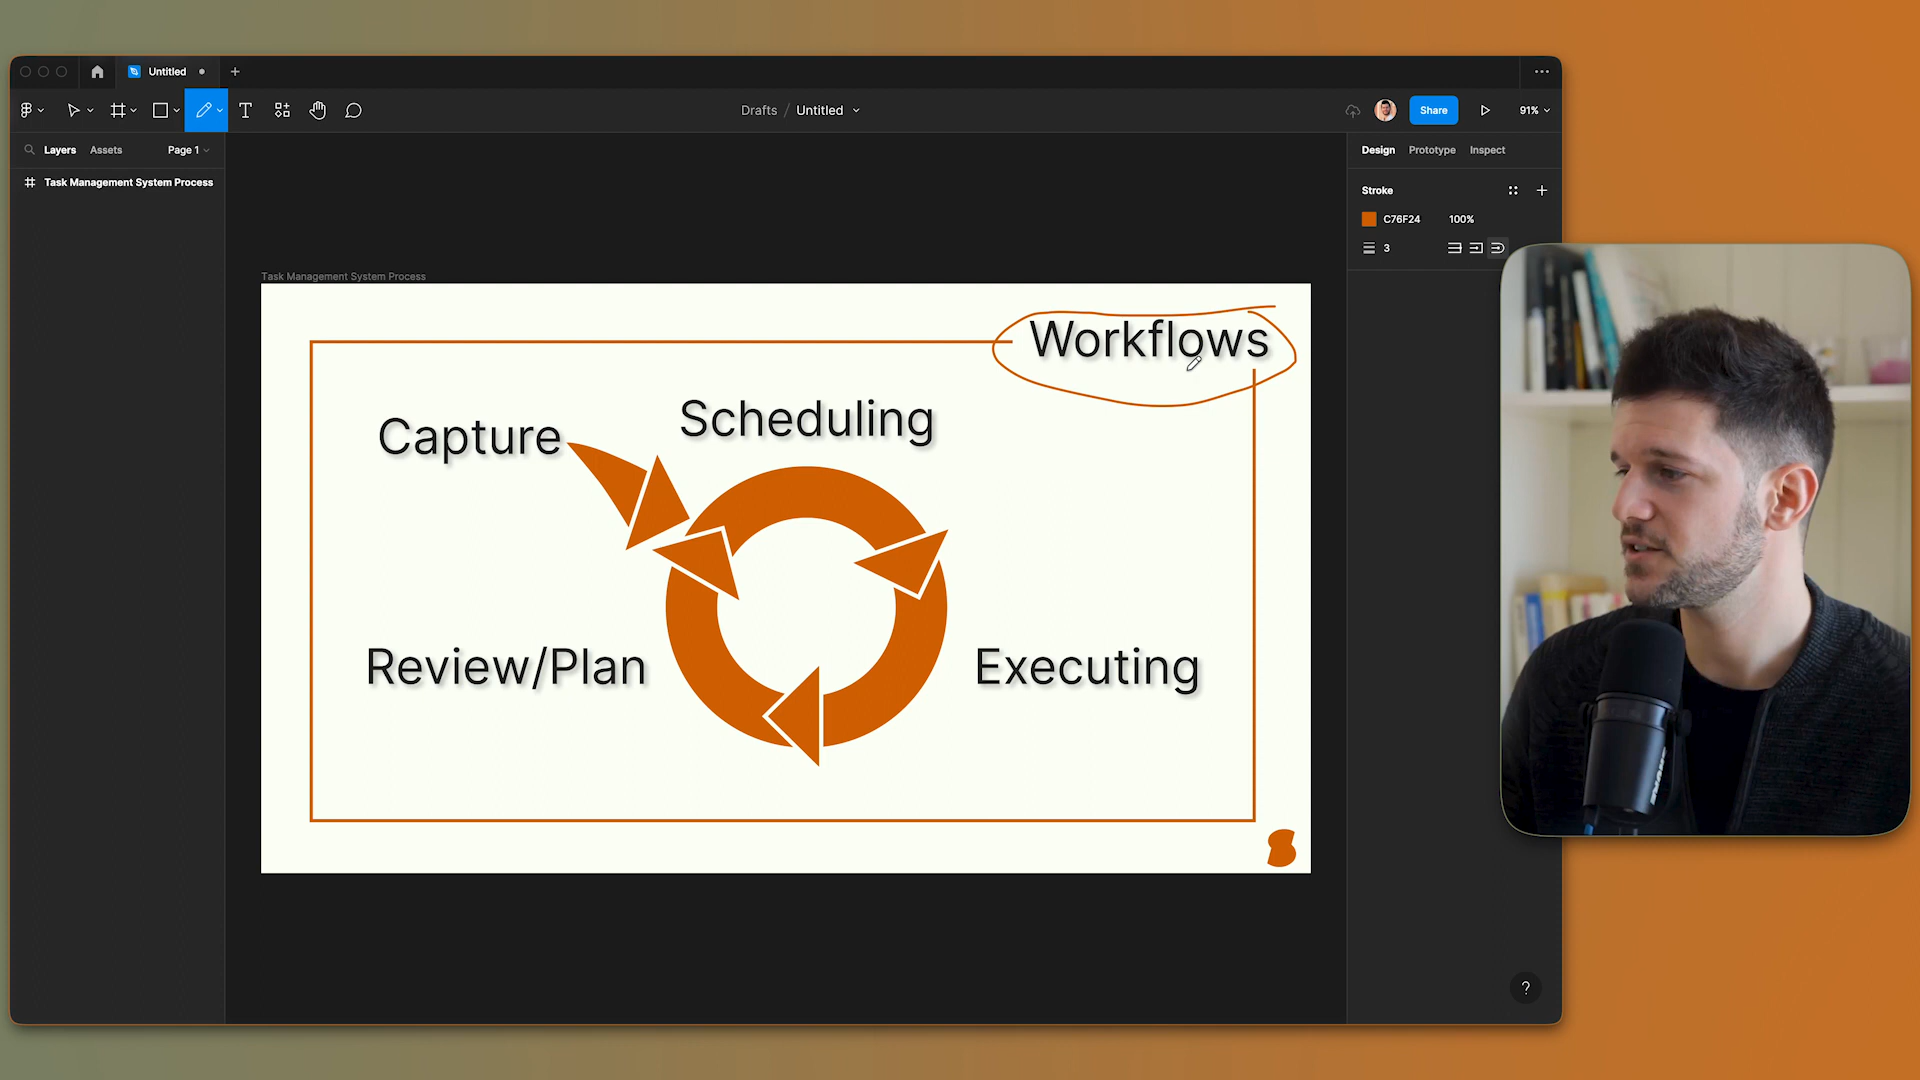 Untitled
Drafts / Untitled
Share
91%
Layers
Assets
Page 1
Design
Prototype
Inspect
Task Management System Process
Stroke
C76F24
100%
3
Task Management System Process
Workflows
Scheduling
Capture
Review/Plan
Executing
?